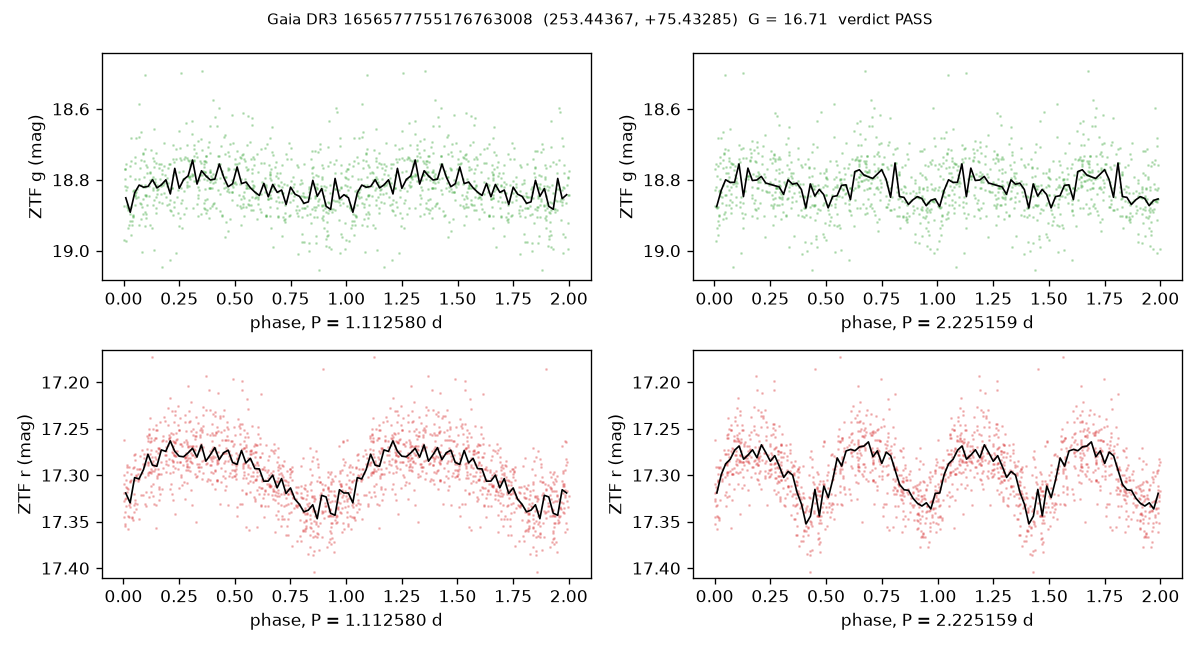 Gaia DR3 1656577755176763008 (253.44367, +75.43285) G = 16.71 verdict PASS
ZTF g (mag)
18.6
18.8
19.0
0.00 0.25 0.50 0.75 1.00 1.25 1.50 1.75 2.00
phase, P = 1.112580 d
ZTF g (mag)
18.6
18.8
19.0
0.00 0.25 0.50 0.75 1.00 1.25 1.50 1.75 2.00
phase, P = 2.225159 d
ZTF r (mag)
17.20
17.25
17.30
17.35
17.40
0.00 0.25 0.50 0.75 1.00 1.25 1.50 1.75 2.00
phase, P = 1.112580 d
ZTF r (mag)
17.20
17.25
17.30
17.35
17.40
0.00 0.25 0.50 0.75 1.00 1.25 1.50 1.75 2.00
phase, P = 2.225159 d